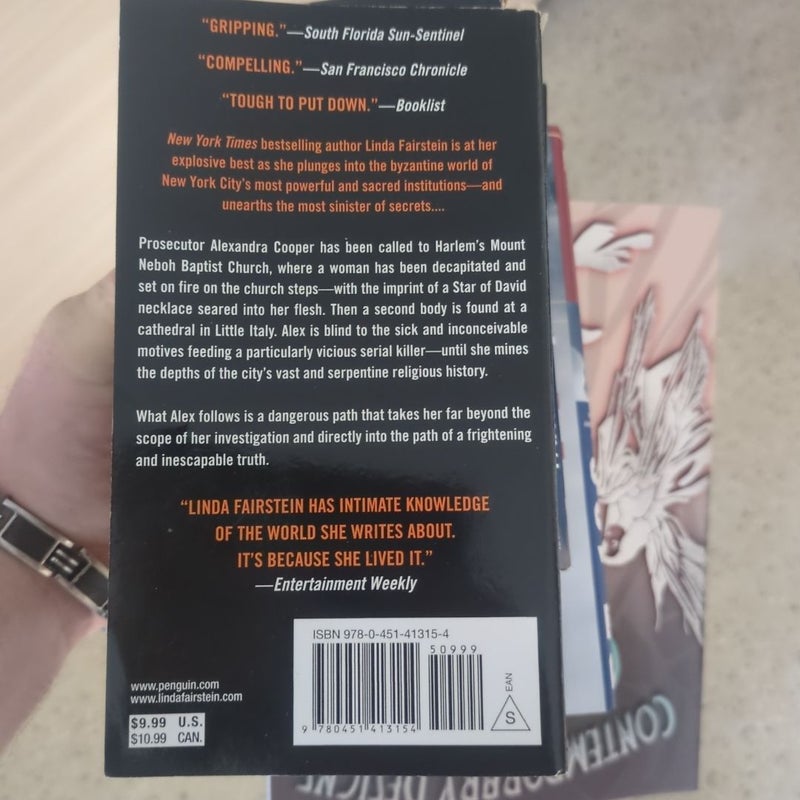 “GRIPPING.”—South Florida Sun-Sentinel
“COMPELLING.”—San Francisco Chronicle
“TOUGH TO PUT DOWN.”—Booklist
New York Times bestselling author Linda Fairstein is at her
explosive best as she plunges into the byzantine world of
New York City’s most powerful and sacred institutions—and
unearths the most sinister of secrets....
Prosecutor Alexandra Cooper has been called to Harlem’s Mount
Neboh Baptist Church, where a woman has been decapitated and
set on fire on the church steps—with the imprint of a Star of David
necklace seared into her flesh. Then a second body is found at a
cathedral in Little Italy. Alex is blind to the sick and inconceivable
motives feeding a particularly vicious serial killer—until she mines
the depths of the city’s vast and serpentine religious history.
What Alex follows is a dangerous path that takes her far beyond the
scope of her investigation and directly into the path of a frightening
and inescapable truth.
“LINDA FAIRSTEIN HAS INTIMATE KNOWLEDGE
OF THE WORLD SHE WRITES ABOUT.
IT’S BECAUSE SHE LIVED IT.”
—Entertainment Weekly
ISBN 978-0-451-41315-4
50999
9 780451 413154
EAN
S
www.penguin.com
www.lindafairstein.com
$9.99 U.S.
$10.99 CAN.
CONTEMPORARY DESIGNS